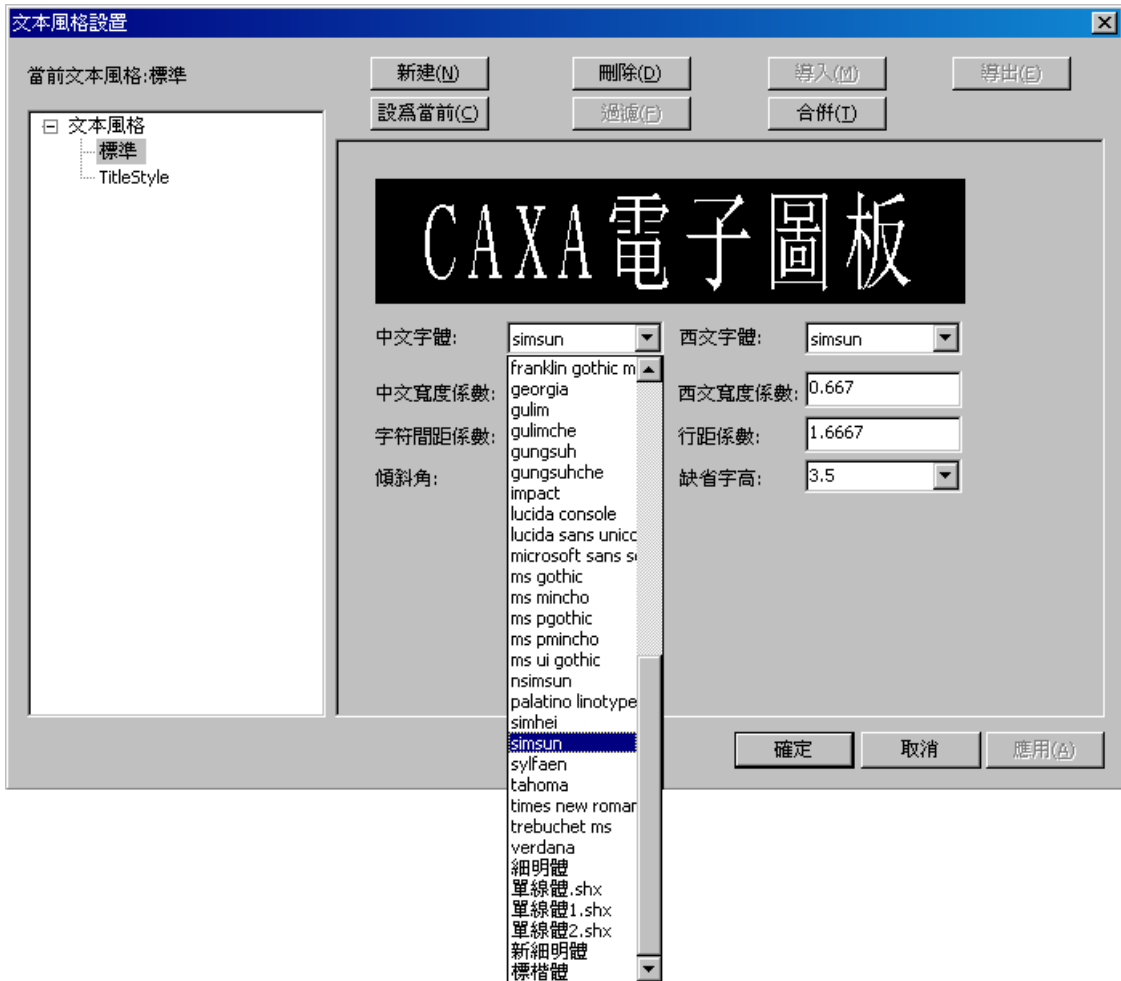 文本風格設置
當前文本風格:標準
新建(N) 刪除(D) 導入(M) 導出(E)
設爲當前(C) 過濾(F) 合併(T)
文本風格
標準
TitleStyle
CAXA電子圖板
中文字體: simsun 西文字體: simsun
中文寬度係數: 西文寬度係數: 0.667
字符間距係數: 行距係數: 1.6667
傾斜角: 缺省字高: 3.5
franklin gothic m
georgia
gulim
gulimche
gungsuh
gungsuhche
impact
lucida console
lucida sans unico
microsoft sans s
ms gothic
ms mincho
ms pgothic
ms pmincho
ms ui gothic
nsimsun
palatino linotype
simhei
simsun
sylfaen
tahoma
times new roman
trebuchet ms
verdana
細明體
單線體.shx
單線體1.shx
單線體2.shx
新細明體
標楷體
確定 取消 應用(A)